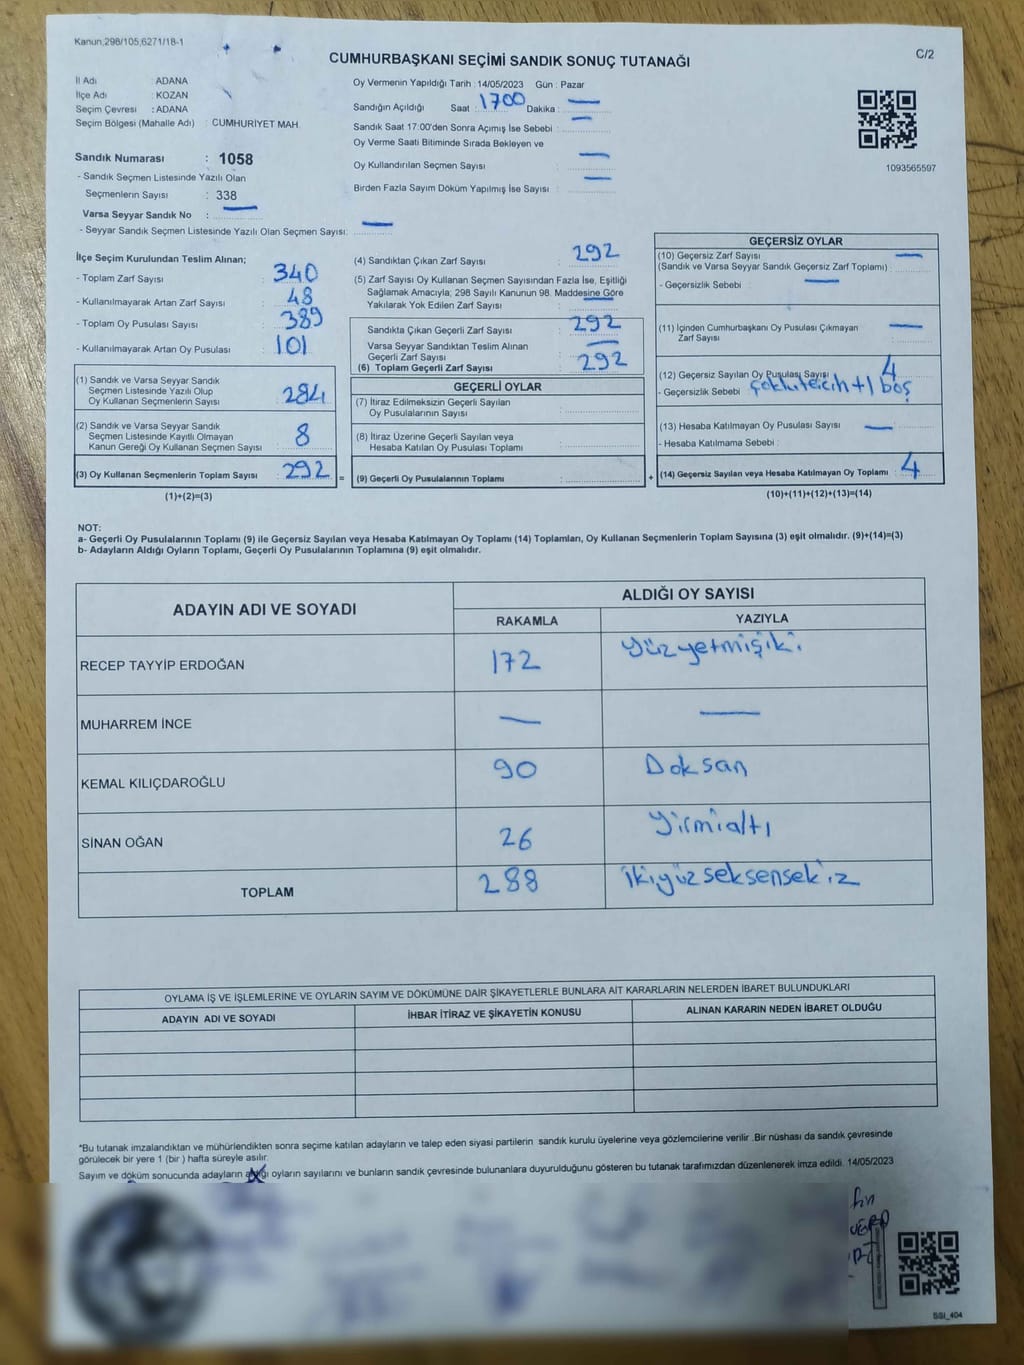 Kanun;298/105;6271/18-1
C/2
CUMHURBAŞKANI SEÇİMİ SANDIK SONUÇ TUTANAĞI
İl Adı : ADANA
İlçe Adı : KOZAN
Seçim Çevresi : ADANA
Seçim Bölgesi (Mahalle Adı) : CUMHURİYET MAH.
Sandık Numarası : 1058
- Sandık Seçmen Listesinde Yazılı Olan
Seçmenlerin Sayısı : 338
Varsa Seyyar Sandık No : —
- Seyyar Sandık Seçmen Listesinde Yazılı Olan Seçmen Sayısı: —
Oy Vermenin Yapıldığı Tarih : 14/05/2023 Gün : Pazar
Sandığın Açıldığı Saat : 1700 Dakika : —
Sandık Saat 17:00'den Sonra Açımış İse Sebebi : —
Oy Verme Saati Bitiminde Sırada Bekleyen ve
Oy Kullandırılan Seçmen Sayısı : —
Birden Fazla Sayım Döküm Yapılmış İse Sayısı : —
1093565597
İlçe Seçim Kurulundan Teslim Alınan;
- Toplam Zarf Sayısı : 340
- Kullanılmayarak Artan Zarf Sayısı : 48
- Toplam Oy Pusulası Sayısı : 389
- Kullanılmayarak Artan Oy Pusulası : 101
(1) Sandık ve Varsa Seyyar Sandık
Seçmen Listesinde Yazılı Olup
Oy Kullanan Seçmenlerin Sayısı : 284
(2) Sandık ve Varsa Seyyar Sandık
Seçmen Listesinde Kayıtlı Olmayan
Kanun Gereği Oy Kullanan Seçmen Sayısı : 8
(3) Oy Kullanan Seçmenlerin Toplam Sayısı : 292 =
(1)+(2)=(3)
(4) Sandıktan Çıkan Zarf Sayısı : 292
(5) Zarf Sayısı Oy Kullanan Seçmen Sayısından Fazla İse, Eşitliği
Sağlamak Amacıyla; 298 Sayılı Kanunun 98. Maddesine Göre
Yakılarak Yok Edilen Zarf Sayısı : —
Sandıkta Çıkan Geçerli Zarf Sayısı : 292
Varsa Seyyar Sandıktan Teslim Alınan
Geçerli Zarf Sayısı : —
(6) Toplam Geçerli Zarf Sayısı : 292
GEÇERLİ OYLAR
(7) İtiraz Edilmeksizin Geçerli Sayılan
Oy Pusulalarının Sayısı :
(8) İtiraz Üzerine Geçerli Sayılan veya
Hesaba Katılan Oy Pusulası Toplamı :
(9) Geçerli Oy Pusulalarının Toplamı : +
GEÇERSİZ OYLAR
(10) Geçersiz Zarf Sayısı —
(Sandık ve Varsa Seyyar Sandık Geçersiz Zarf Toplamı) :
- Geçersizlik Sebebi : —
(11) İçinden Cumhurbaşkanı Oy Pusulası Çıkmayan
Zarf Sayısı : —
(12) Geçersiz Sayılan Oy Pusulası Sayısı : 4
- Geçersizlik Sebebi : çoklu tercih +1 boş
(13) Hesaba Katılmayan Oy Pusulası Sayısı : —
- Hesaba Katılmama Sebebi :
(14) Geçersiz Sayılan veya Hesaba Katılmayan Oy Toplamı : 4
(10)+(11)+(12)+(13)=(14)
NOT:
a- Geçerli Oy Pusulalarının Toplamı (9) ile Geçersiz Sayılan veya Hesaba Katılmayan Oy Toplamı (14) Toplamları, Oy Kullanan Seçmenlerin Toplam Sayısına (3) eşit olmalıdır. (9)+(14)=(3)
b- Adayların Aldığı Oyların Toplamı, Geçerli Oy Pusulalarının Toplamına (9) eşit olmalıdır.
ADAYIN ADI VE SOYADI ALDIĞI OY SAYISI
RAKAMLA YAZIYLA
RECEP TAYYİP ERDOĞAN 172 Yüzyetmişiki
MUHARREM İNCE — —
KEMAL KILIÇDAROĞLU 90 Doksan
SİNAN OĞAN 26 Yirmialtı
TOPLAM 288 ikiyüzseksensekiz
OYLAMA İŞ VE İŞLEMLERİNE VE OYLARIN SAYIM VE DÖKÜMÜNE DAİR ŞİKAYETLERLE BUNLARA AİT KARARLARIN NELERDEN İBARET BULUNDUKLARI
ADAYIN ADI VE SOYADI İHBAR İTİRAZ VE ŞİKAYETİN KONUSU ALINAN KARARIN NEDEN İBARET OLDUĞU
*Bu tutanak imzalandıktan ve mühürlendikten sonra seçime katılan adayların ve talep eden siyasi partilerin sandık kurulu üyelerine veya gözlemcilerine verilir .Bir nüshası da sandık çevresinde
görülecek bir yere 1 (bir ) hafta süreyle asılır.
Sayım ve döküm sonucunda adayların aldığı oyların sayılarını ve bunların sandık çevresinde bulunanlara duyurulduğunu gösteren bu tutanak tarafımızdan düzenlenerek imza edildi. 14/05/2023
SSI_404